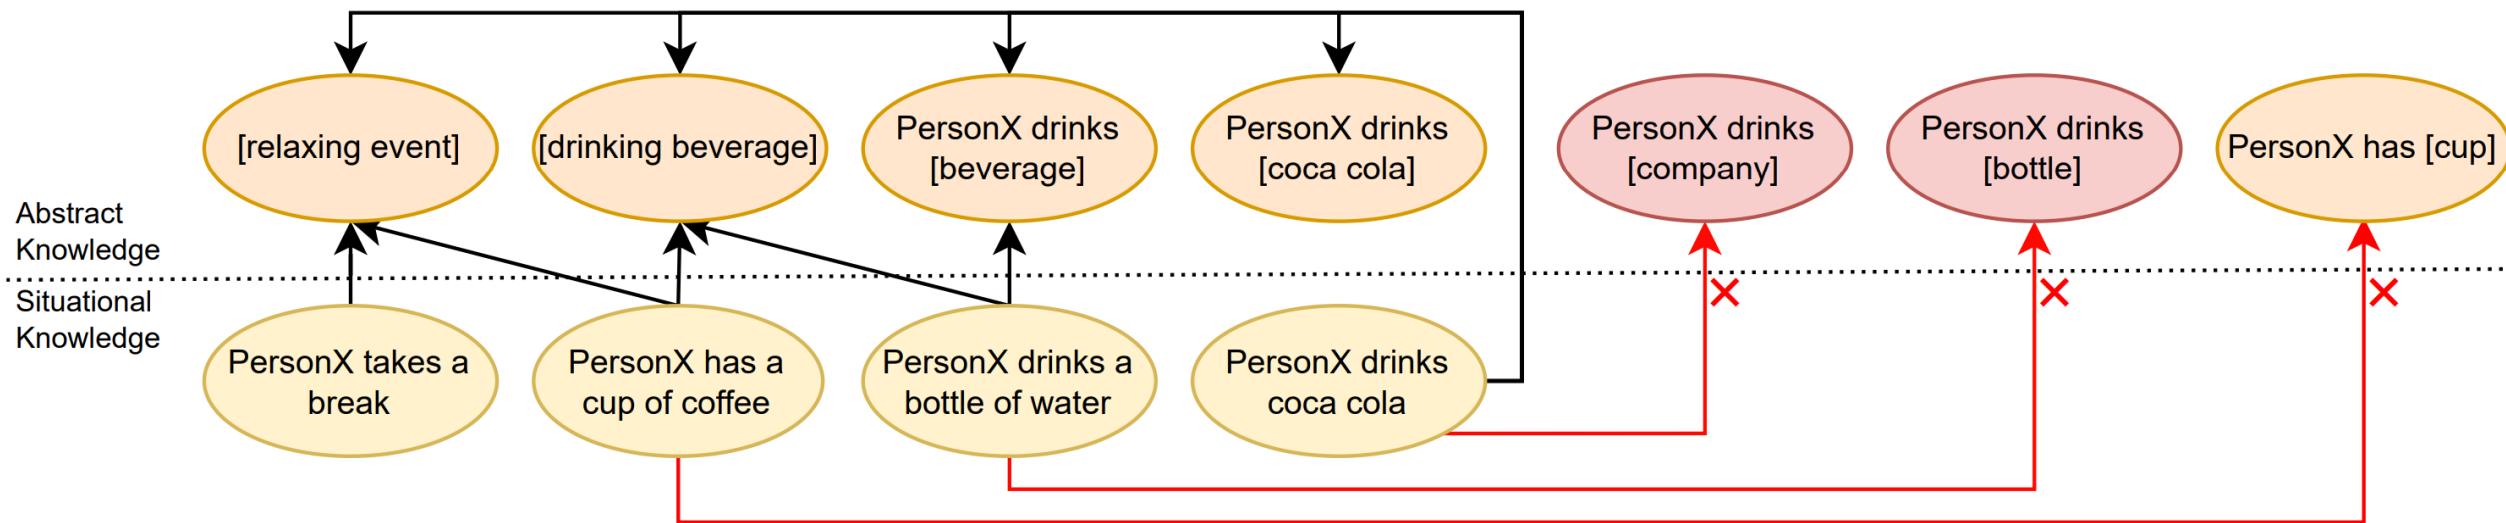 [relaxing event]
[drinking beverage]
PersonX drinks
[beverage]
PersonX drinks
[coca cola]
PersonX drinks
[company]
PersonX drinks
[bottle]
PersonX has [cup]
Abstract
Knowledge
Situational
Knowledge
PersonX takes a
break
PersonX has a
cup of coffee
PersonX drinks a
bottle of water
PersonX drinks
coca cola